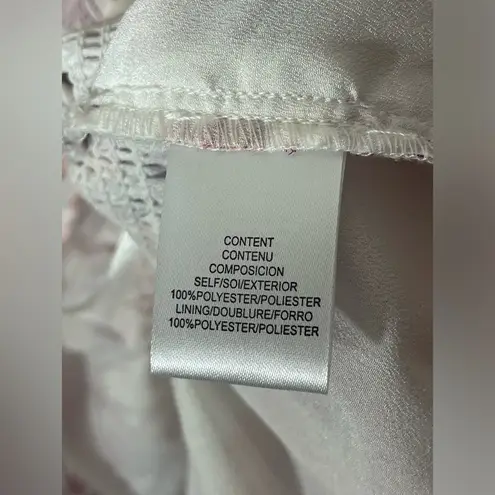 CONTENT
CONTENU
COMPOSICION
SELF/SOI/EXTERIOR
100%POLYESTER/POLIESTER
LINING/DOUBLURE/FORRO
100%POLYESTER/POLIESTER